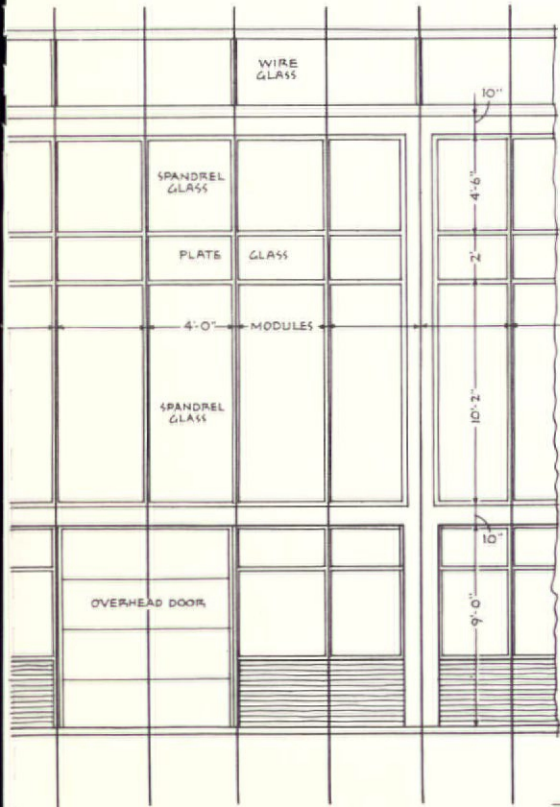 WIRE
GLASS
10"
SPANDREL
GLASS
4'-6"
PLATE GLASS
2'
4'-0" MODULES
SPANDREL
GLASS
10'-2"
10"
OVERHEAD DOOR
9'-0"